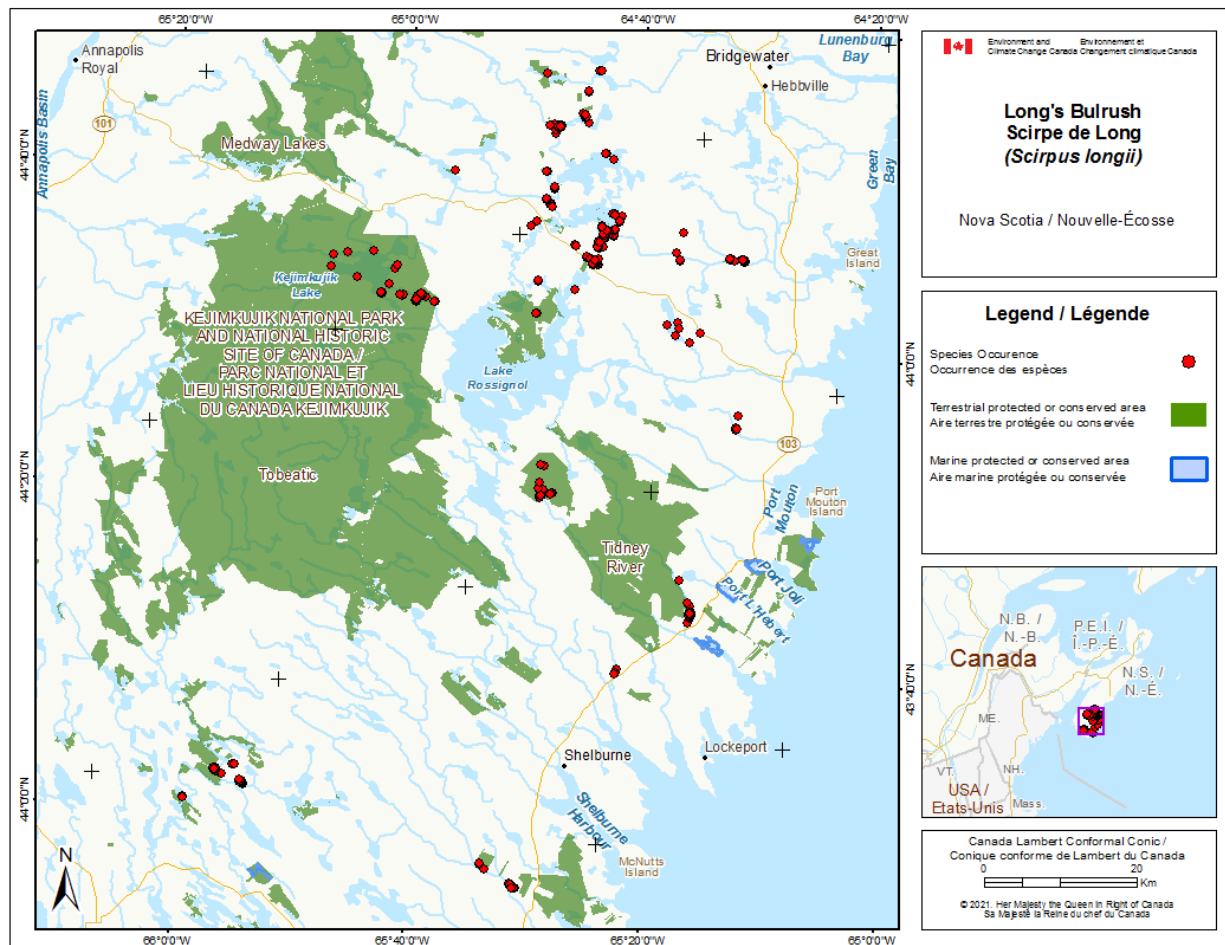 65°20'0"W
65°0'0"W
64°40'0"W
64°20'0"W
Annapolis
Royal
Annapolis Basin
101
Medway Lakes
Bridgewater
Hebbville
Lunenburg
Bay
Green
Bay
Great
Island
44°40'0"N
44°20'0"N
44°0'0"N
44°0'0"N
43°40'0"N
Kejimkujik
Lake
KEJIMKUJIK NATIONAL PARK
AND NATIONAL HISTORIC
SITE OF CANADA /
PARC NATIONAL ET
LIEU HISTORIQUE NATIONAL
DU CANADA KEJIMKUJIK
Lake
Rossignol
Tobeatic
103
Port
Mouton
Port
Mouton
Island
Tidney
River
Port Joli
Port L'Hebert
Shelburne
Lockeport
Shelburne
Harbour
McNutts
Island
N
66°0'0"W
65°40'0"W
65°20'0"W
65°0'0"W
Environment and
Climate Change Canada
Environnement et
Changement climatique Canada
Long's Bulrush
Scirpe de Long
(Scirpus longii)
Nova Scotia / Nouvelle-Écosse
Legend / Légende
Species Occurence
Occurrence des espèces
Terrestrial protected or conserved area
Aire terrestre protégée ou conservée
Marine protected or conserved area
Aire marine protégée ou conservée
N.B. /
N.-B.
P.E.I. /
Î.-P.-É.
Canada
N.S. /
N.-É.
ME.
VT.
NH.
USA /
Etats-Unis
Mass.
Canada Lambert Conformal Conic /
Conique conforme de Lambert du Canada
0 20
Km
© 2021. Her Majesty the Queen in Right of Canada
Sa Majesté la Reine du chef du Canada